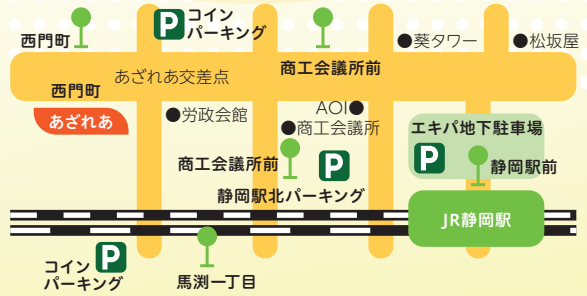 西門町
P
コイン
パーキング
商工会議所前
●葵タワー
●松坂屋
西門町
あざれあ交差点
あざれあ
●労政会館
AOI●
●商工会議所
エキパ地下駐車場
P
静岡駅前
商工会議所前
P
静岡駅北パーキング
JR静岡駅
コイン
パーキング
P
馬渕一丁目